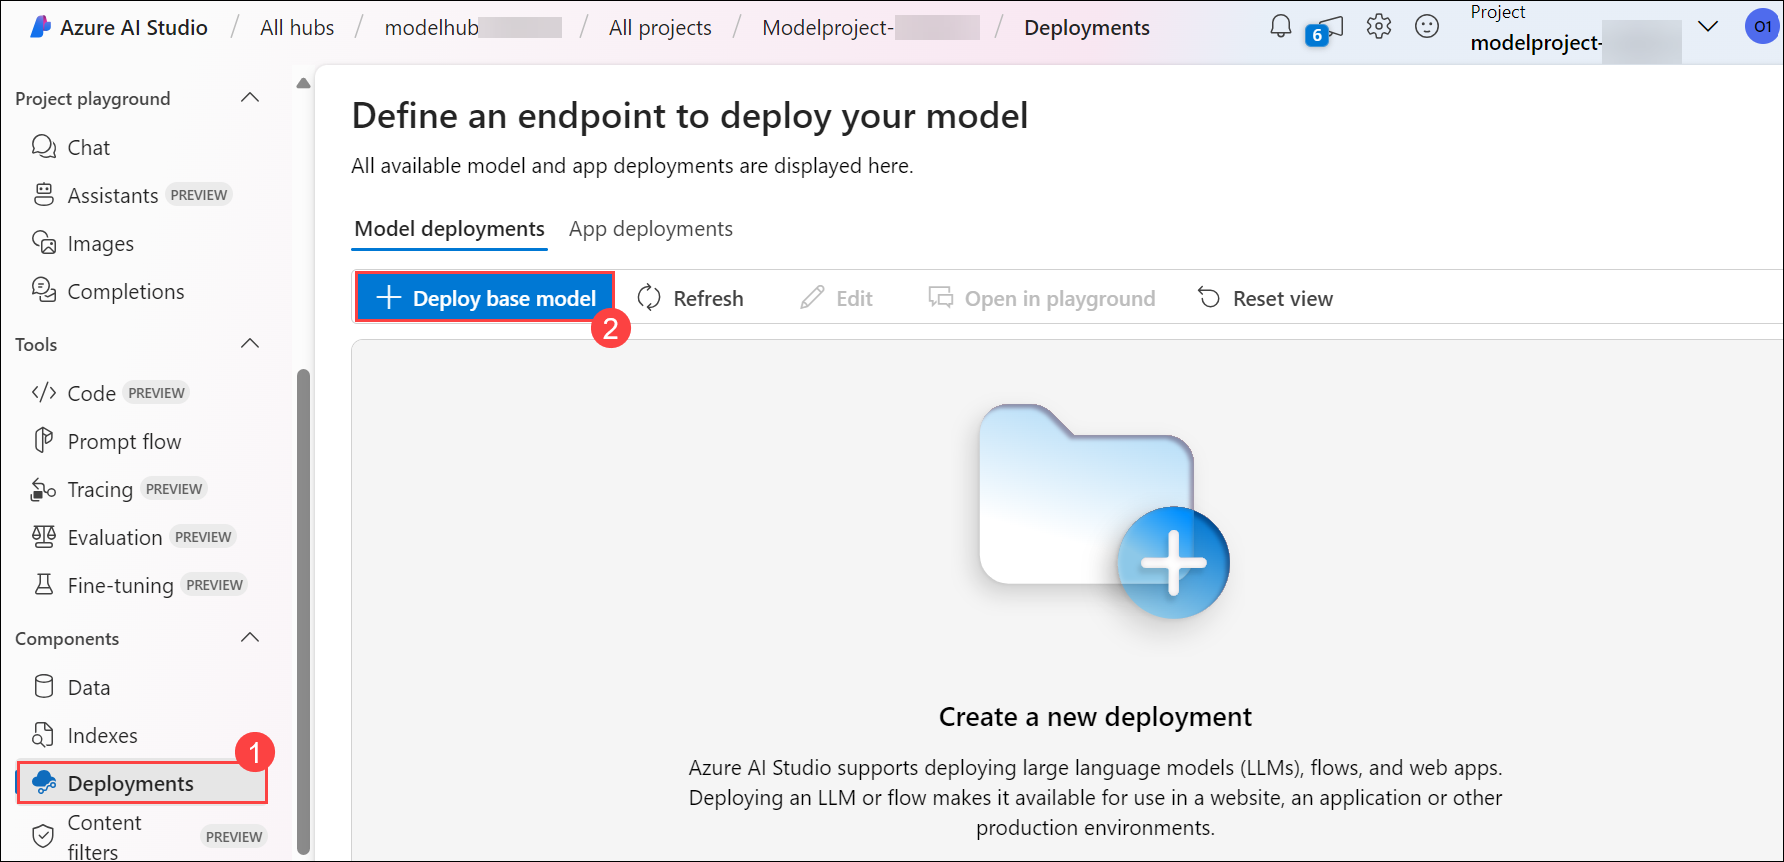 Azure AI Studio / All hubs / modelhub / All projects / Modelproject- / Deployments
6
Project
modelproject-
O1
Project playground
Chat
Assistants PREVIEW
Images
Completions
Tools
Code PREVIEW
Prompt flow
Tracing PREVIEW
Evaluation PREVIEW
Fine-tuning PREVIEW
Components
Data
Indexes
1
Deployments
Content
filters
PREVIEW
Define an endpoint to deploy your model
All available model and app deployments are displayed here.
Model deployments App deployments
Deploy base model Refresh Edit Open in playground Reset view
2
Create a new deployment
Azure AI Studio supports deploying large language models (LLMs), flows, and web apps.
Deploying an LLM or flow makes it available for use in a website, an application or other
production environments.